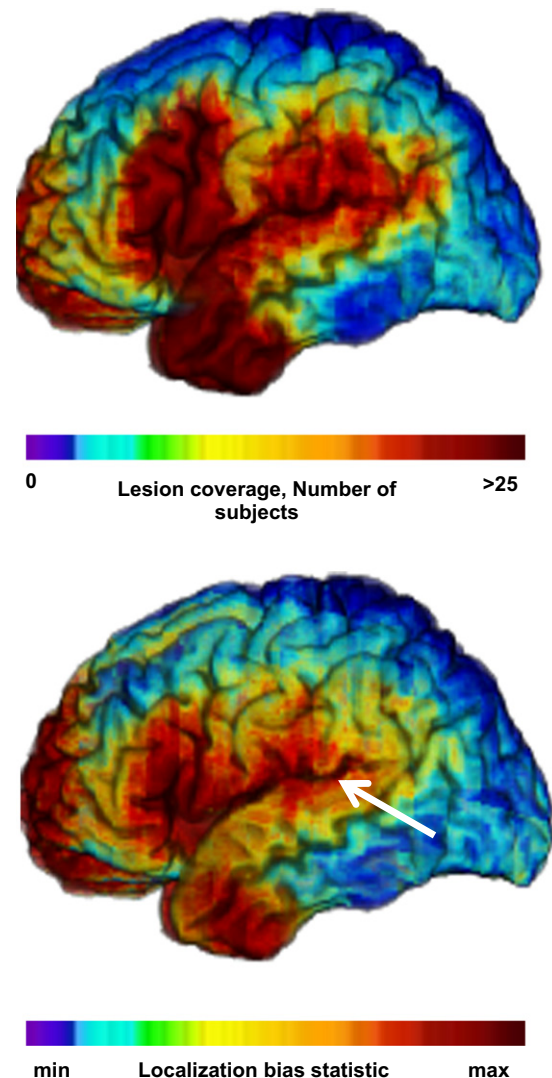 0 Lesion coverage, Number of >25
subjects
min Localization bias statistic max